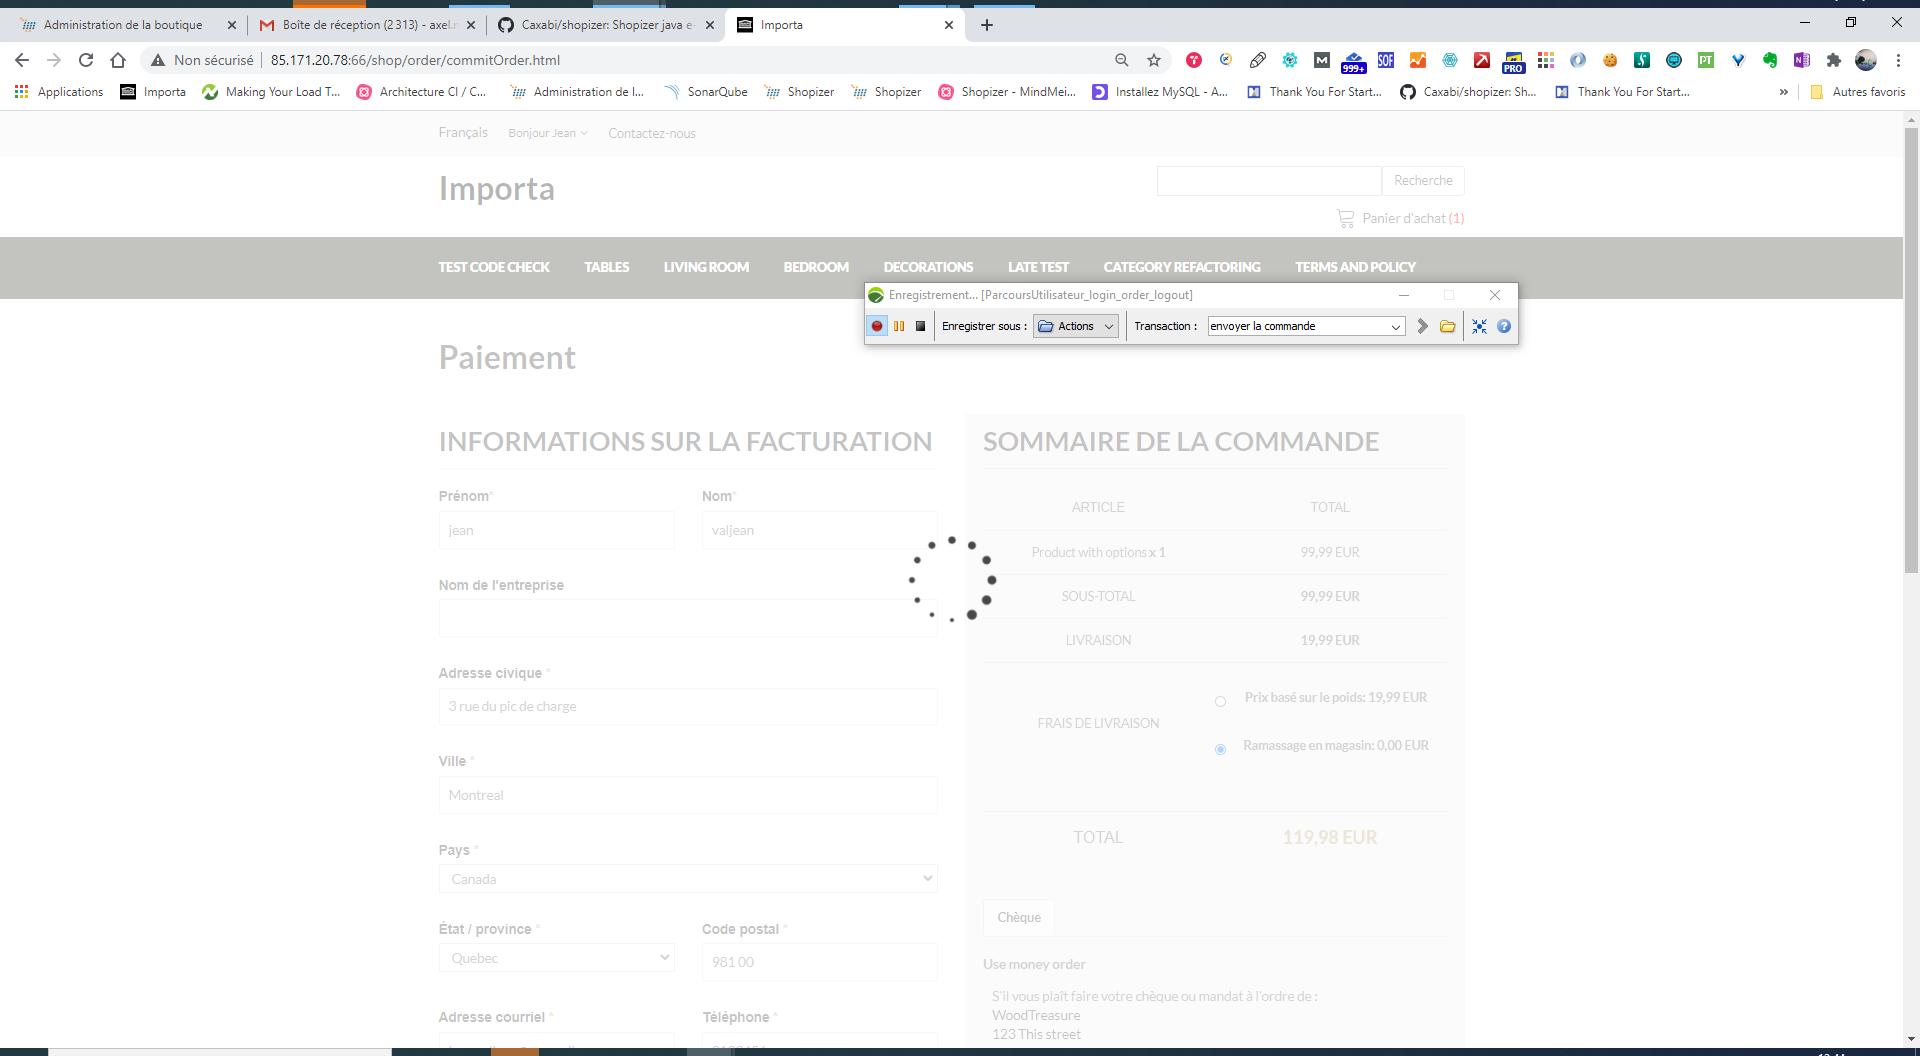 Administration de la boutique
Boîte de réception (2 313) - axel.r
Caxabi/shopizer: Shopizer java e-
Importa
Non sécurisé
85.171.20.78:66/shop/order/commitOrder.html
999+
SOF
PRO
PT
Applications
Importa
Making Your Load T...
Architecture CI / C...
Administration de l...
SonarQube
Shopizer
Shopizer
Shopizer - MindMei...
Installez MySQL - A...
Thank You For Start...
Caxabi/shopizer: Sh...
Thank You For Start...
»
Autres favoris
Français
Bonjour Jean
Contactez-nous
Importa
Recherche
Panier d'achat (1)
TEST CODE CHECK
TABLES
LIVING ROOM
BEDROOM
DECORATIONS
LATE TEST
CATEGORY REFACTORING
TERMS AND POLICY
Enregistrement... [ParcoursUtilisateur_login_order_logout]
Enregistrer sous :
Actions
Transaction :
envoyer la commande
Paiement
INFORMATIONS SUR LA FACTURATION
Prénom*
Nom*
jean
valjean
Nom de l'entreprise
Adresse civique *
3 rue du pic de charge
Ville *
Montreal
Pays *
Canada
État / province *
Code postal *
Quebec
981 00
Adresse courriel *
Téléphone *
SOMMAIRE DE LA COMMANDE
ARTICLE
TOTAL
Product with options x 1
99,99 EUR
SOUS-TOTAL
99,99 EUR
LIVRAISON
19,99 EUR
FRAIS DE LIVRAISON
Prix basé sur le poids: 19,99 EUR
Ramassage en magasin: 0,00 EUR
TOTAL
119,98 EUR
Chèque
Use money order
S'il vous plaît faire votre chèque ou mandat à l'ordre de :
WoodTreasure
123 This street